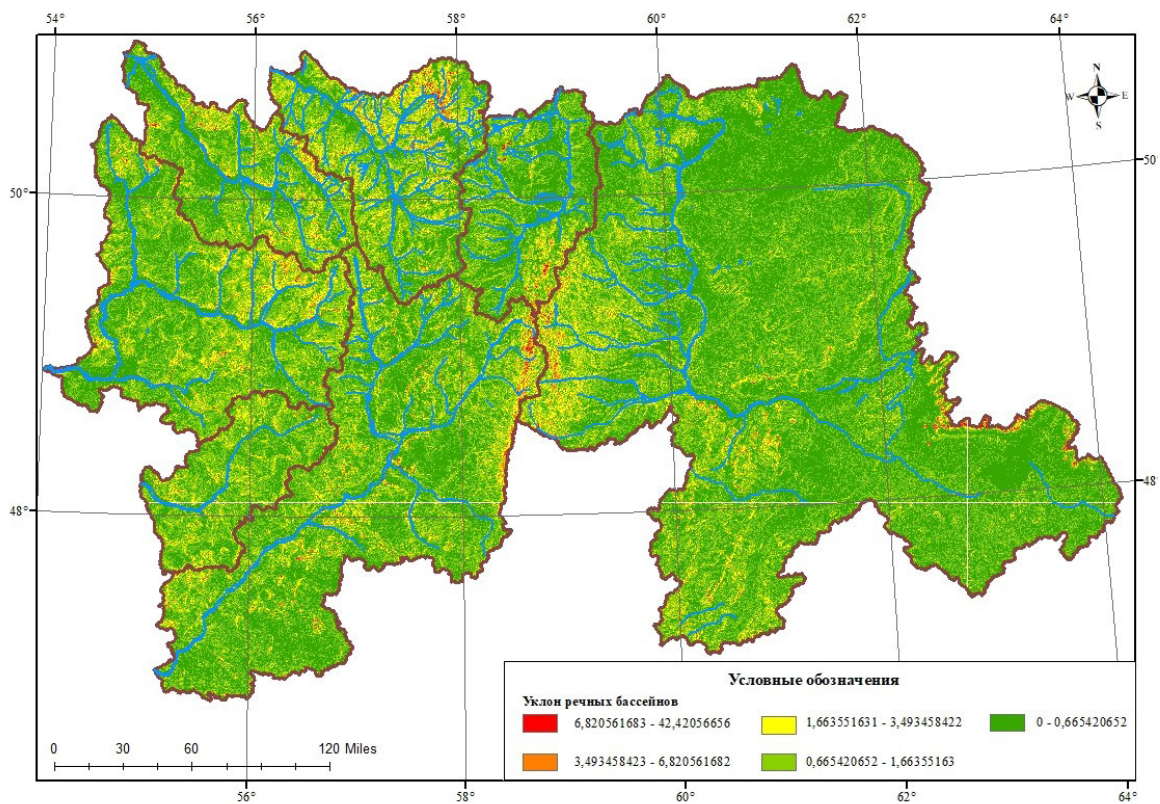 54° 56° 58° 60° 62° 64°
N
W E
S
50° 50°
48° 48°
Условные обозначения
Уклон речных бассейнов
6,820561683 - 42,42056656 1,663551631 - 3,493458422 0 - 0,665420652
3,493458423 - 6,820561682 0,665420652 - 1,66355163
0 30 60 120 Miles
56° 58° 60° 62° 64°